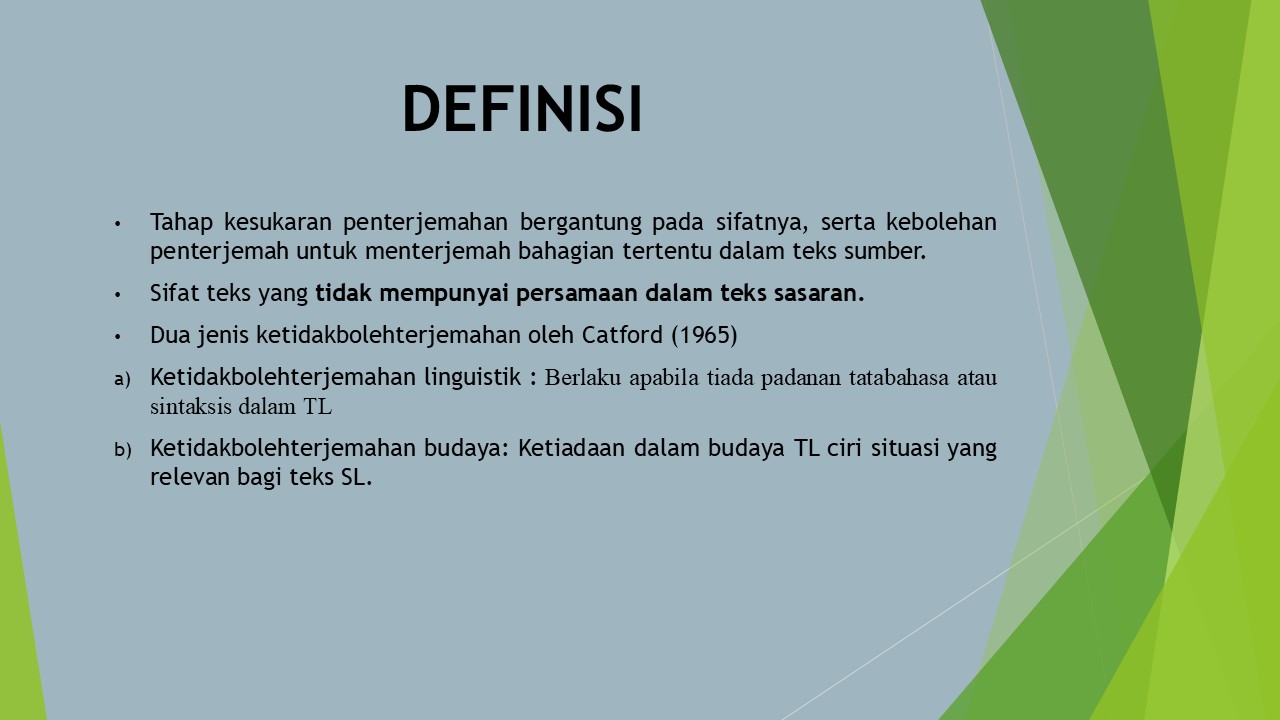 DEFINISI
• Tahap kesukaran penterjemahan bergantung pada sifatnya, serta kebolehan
penterjemah untuk menterjemah bahagian tertentu dalam teks sumber.
• Sifat teks yang tidak mempunyai persamaan dalam teks sasaran.
• Dua jenis ketidakbolehterjemahan oleh Catford (1965)
a) Ketidakbolehterjemahan linguistik : Berlaku apabila tiada padanan tatabahasa atau
sintaksis dalam TL
b) Ketidakbolehterjemahan budaya: Ketiadaan dalam budaya TL ciri situasi yang
relevan bagi teks SL.